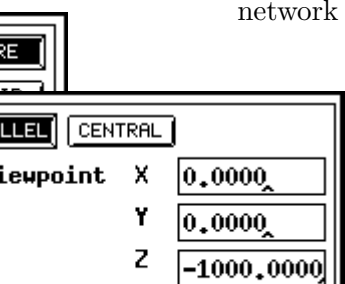 network
RE
LLEL CENTRAL
iewpoint X 0.0000
Y 0.0000
Z -1000.0000